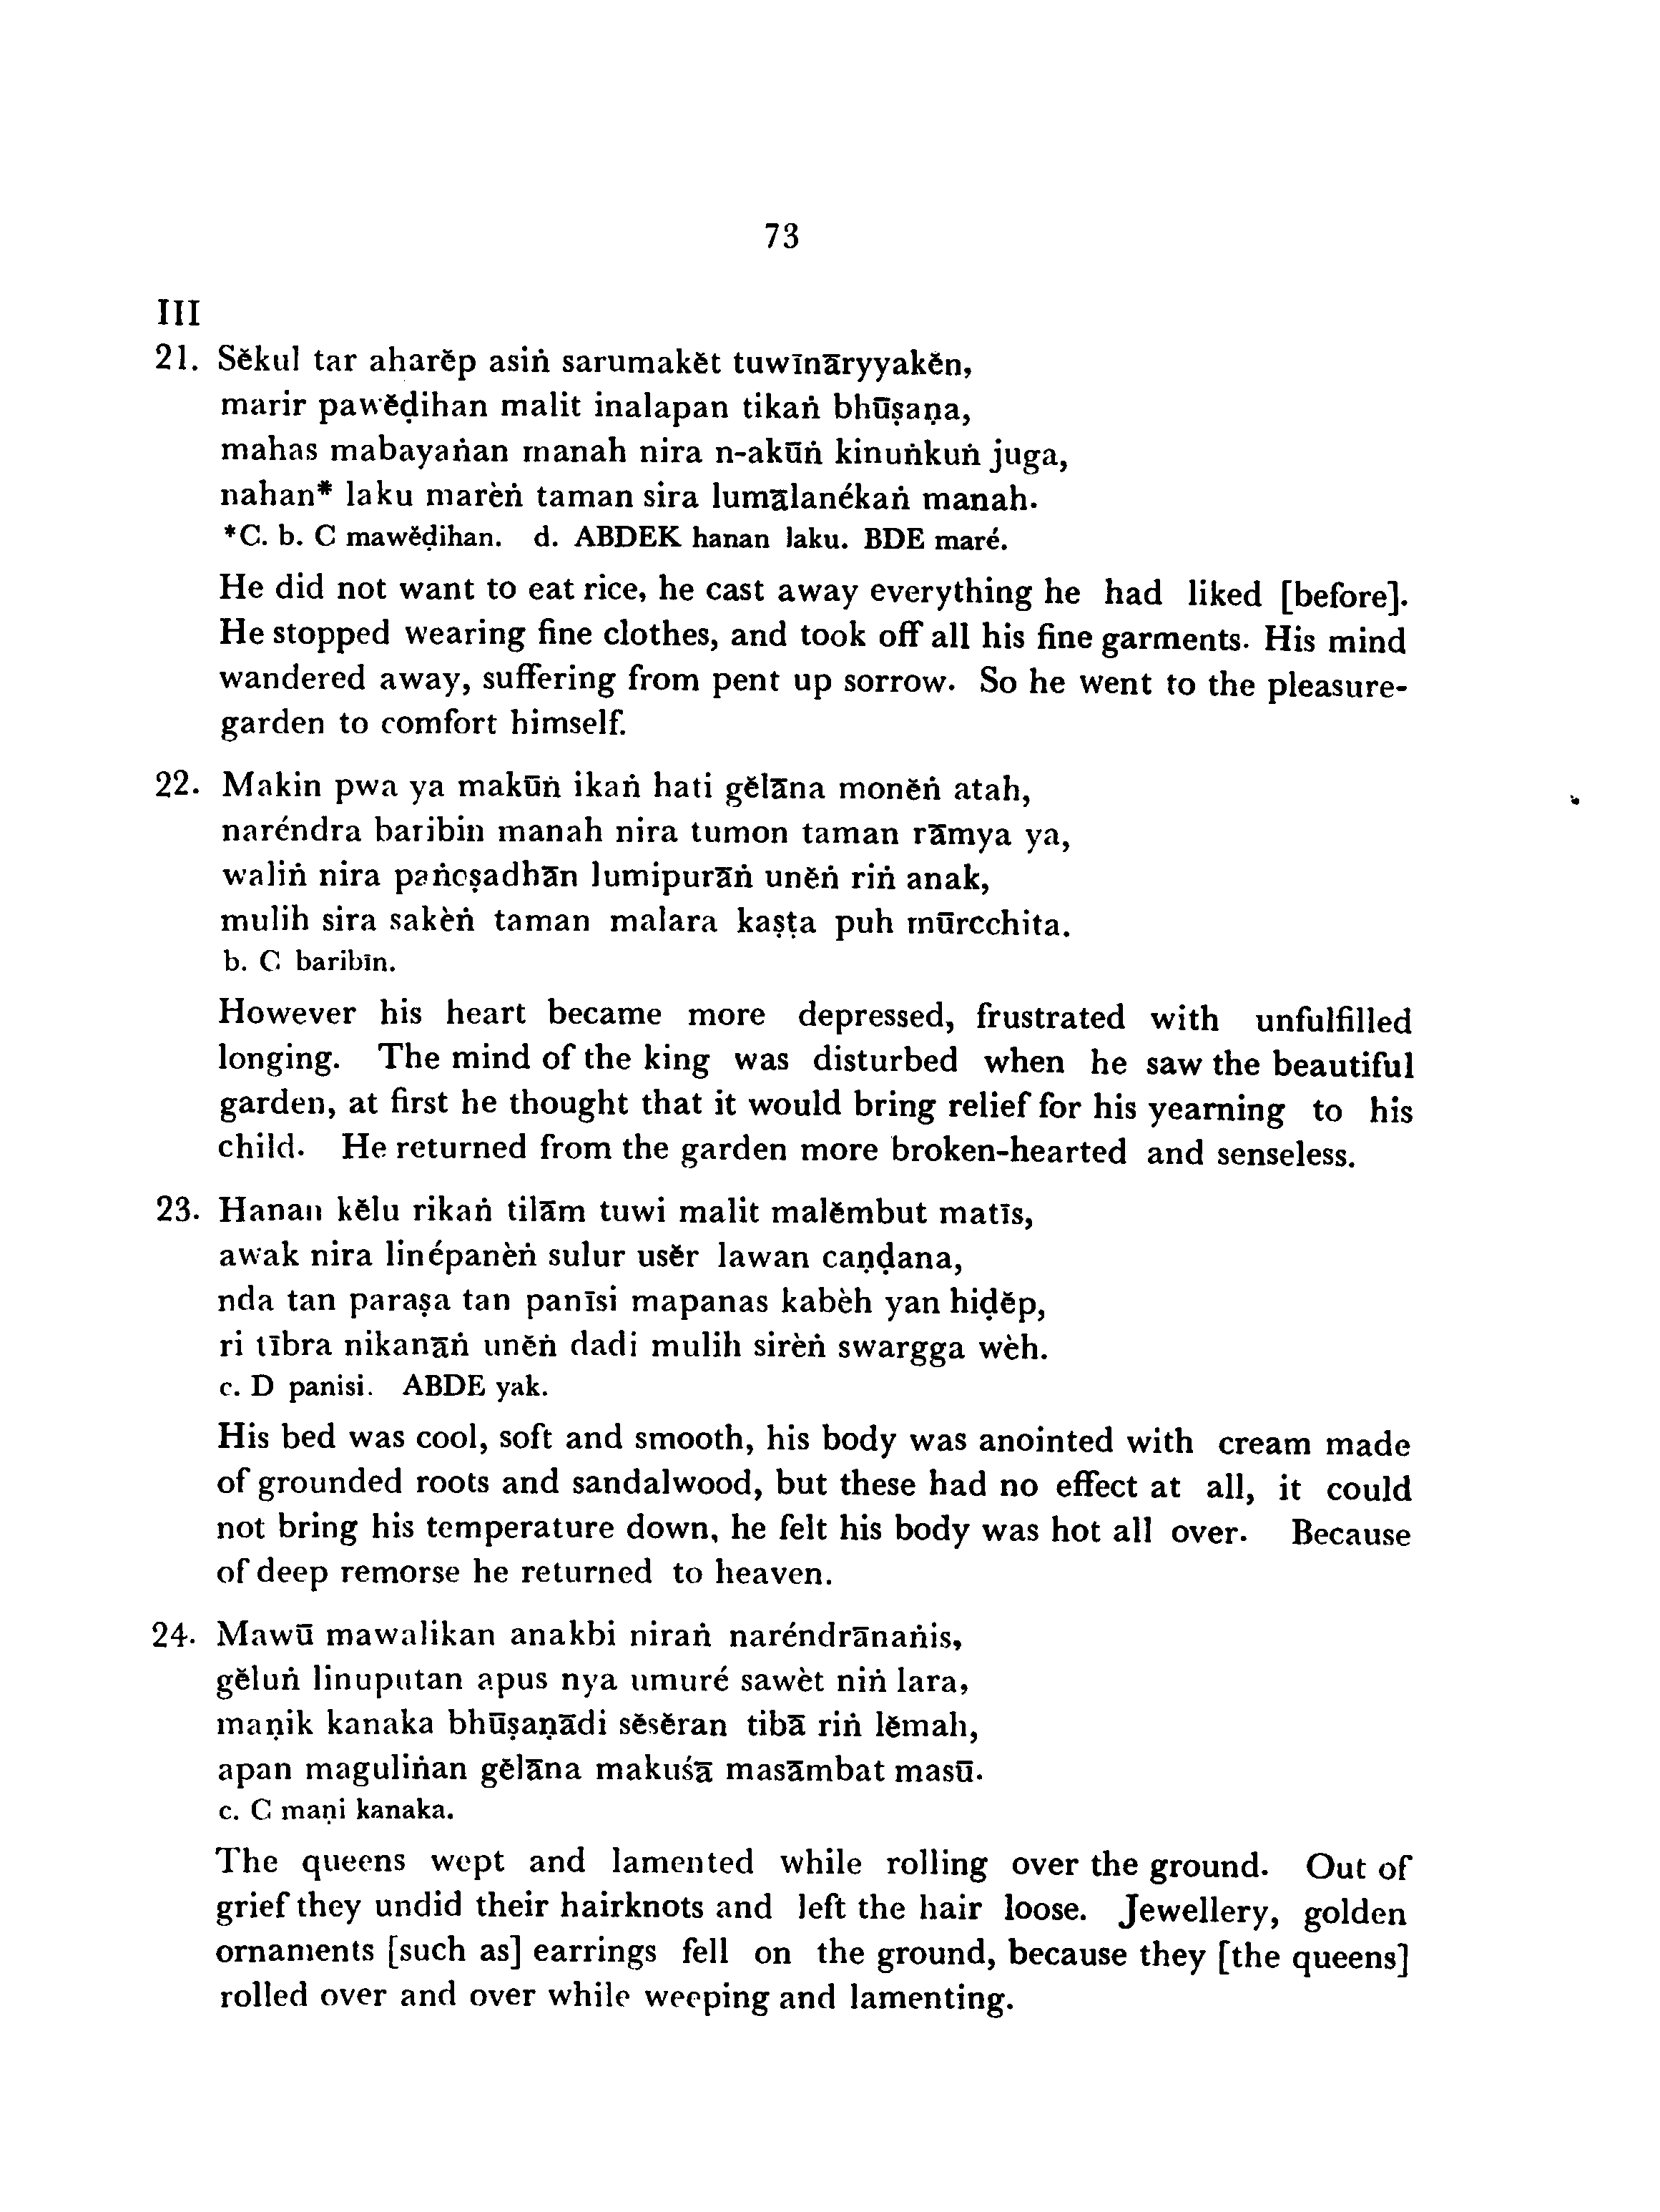 73
III
21. Sĕkul tar aharĕp asiṅ sarumakĕt tuwīnāryyakĕn,
marir pawĕḍihan malit inalapan tikaṅ bhūṣaṇa,
mahas mabayaṅan manah nira n-akūṅ kinuṅkuṅ juga,
nahan* laku marèṅ taman sira lumālanékaṅ manah.
*C. b. C mawĕḍihan. d. ABDEK hanan laku. BDE maré.
He did not want to eat rice, he cast away everything he had liked [before].
He stopped wearing fine clothes, and took off all his fine garments. His mind
wandered away, suffering from pent up sorrow. So he went to the pleasure-
garden to comfort himself.
22. Makin pwa ya makūṅ ikaṅ hati gĕlāna monĕṅ atah,
naréndra baribin manah nira tumon taman rāmya ya,
waliṅ nira paṅoṣadhān lumipurāṅ unĕṅ riṅ anak,
mulih sira sakèṅ taman malara kaṣṭa puh mūrcchita.
b. C baribīn.
However his heart became more depressed, frustrated with unfulfilled
longing. The mind of the king was disturbed when he saw the beautiful
garden, at first he thought that it would bring relief for his yearning to his
child. He returned from the garden more broken-hearted and senseless.
23. Hanan kĕlu rikaṅ tilām tuwi malit malĕmbut matīs,
awak nira linépanèṅ sulur usĕr lawan caṇḍana,
nda tan paraṣa tan panīsi mapanas kabèh yan hiḍĕp,
ri tībra nikanāṅ unĕṅ dadi mulih sirèṅ swargga wèh.
c. D panisi. ABDE yak.
His bed was cool, soft and smooth, his body was anointed with cream made
of grounded roots and sandalwood, but these had no effect at all, it could
not bring his temperature down, he felt his body was hot all over. Because
of deep remorse he returned to heaven.
24. Mawū mawalikan anakbi niraṅ naréndrānaṅis,
gĕluṅ linuputan apus nya umuré sawèt niṅ lara,
maṇik kanaka bhūṣaṇādi sĕsĕran tibā riṅ lĕmah,
apan maguliṅan gĕlāna makuśā masāmbat masū.
c. C maṇi kanaka.
The queens wept and lamented while rolling over the ground. Out of
grief they undid their hairknots and left the hair loose. Jewellery, golden
ornaments [such as] earrings fell on the ground, because they [the queens]
rolled over and over while weeping and lamenting.